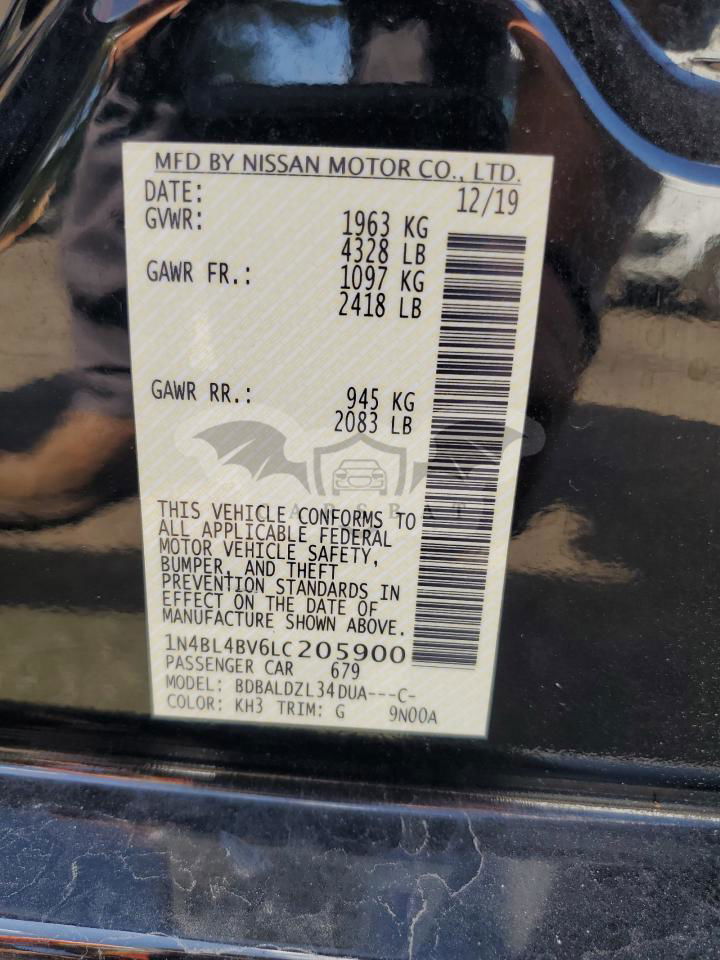 MFD BY NISSAN MOTOR CO., LTD.
DATE: 12/19
GVWR: 1963 KG
4328 LB
GAWR FR.: 1097 KG
2418 LB
GAWR RR.: 945 KG
2083 LB
THIS VEHICLE CONFORMS TO
ALL APPLICABLE FEDERAL
MOTOR VEHICLE SAFETY,
BUMPER, AND THEFT
PREVENTION STANDARDS IN
EFFECT ON THE DATE OF
MANUFACTURE SHOWN ABOVE.
1N4BL4BV6LC205900
PASSENGER CAR 679
MODEL: BDBALDZL34DUA---C-
COLOR: KH3 TRIM: G 9N00A